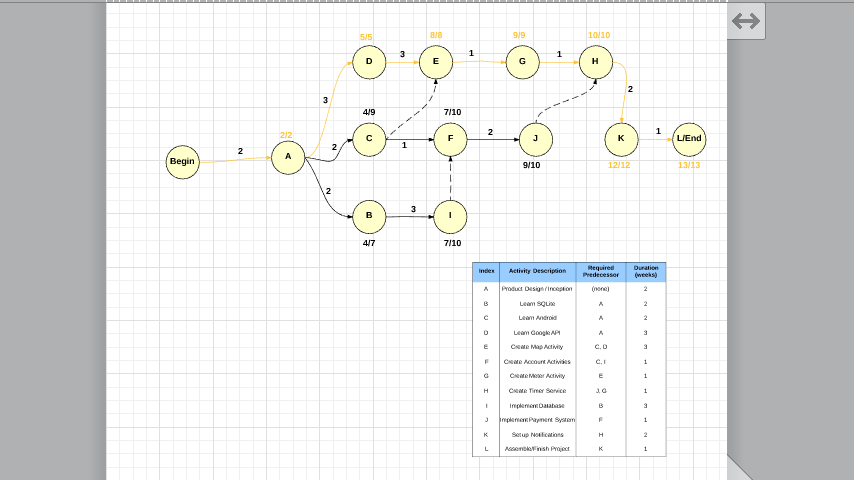 5/5
8/8
9/9
10/10
D
3
E
1
G
1
H
2
3
4/9
7/10
2/2
2
C
1
F
2
J
K
1
L/End
Begin
2
A
9/10
12/12
13/13
2
B
3
I
4/7
7/10
Index Activity Description Required Predecessor Duration (weeks)
A Product Design / Inception (none) 2
B Learn SQLite A 2
C Learn Android A 2
D Learn Google API A 3
E Create Map Activity C, D 3
F Create Account Activities C, I 1
G Create Meter Activity E 1
H Create Timer Service J, G 1
I Implement Database B 3
J Implement Payment System F 1
K Setup Notifications H 2
L Assemble/Finish Project K 1